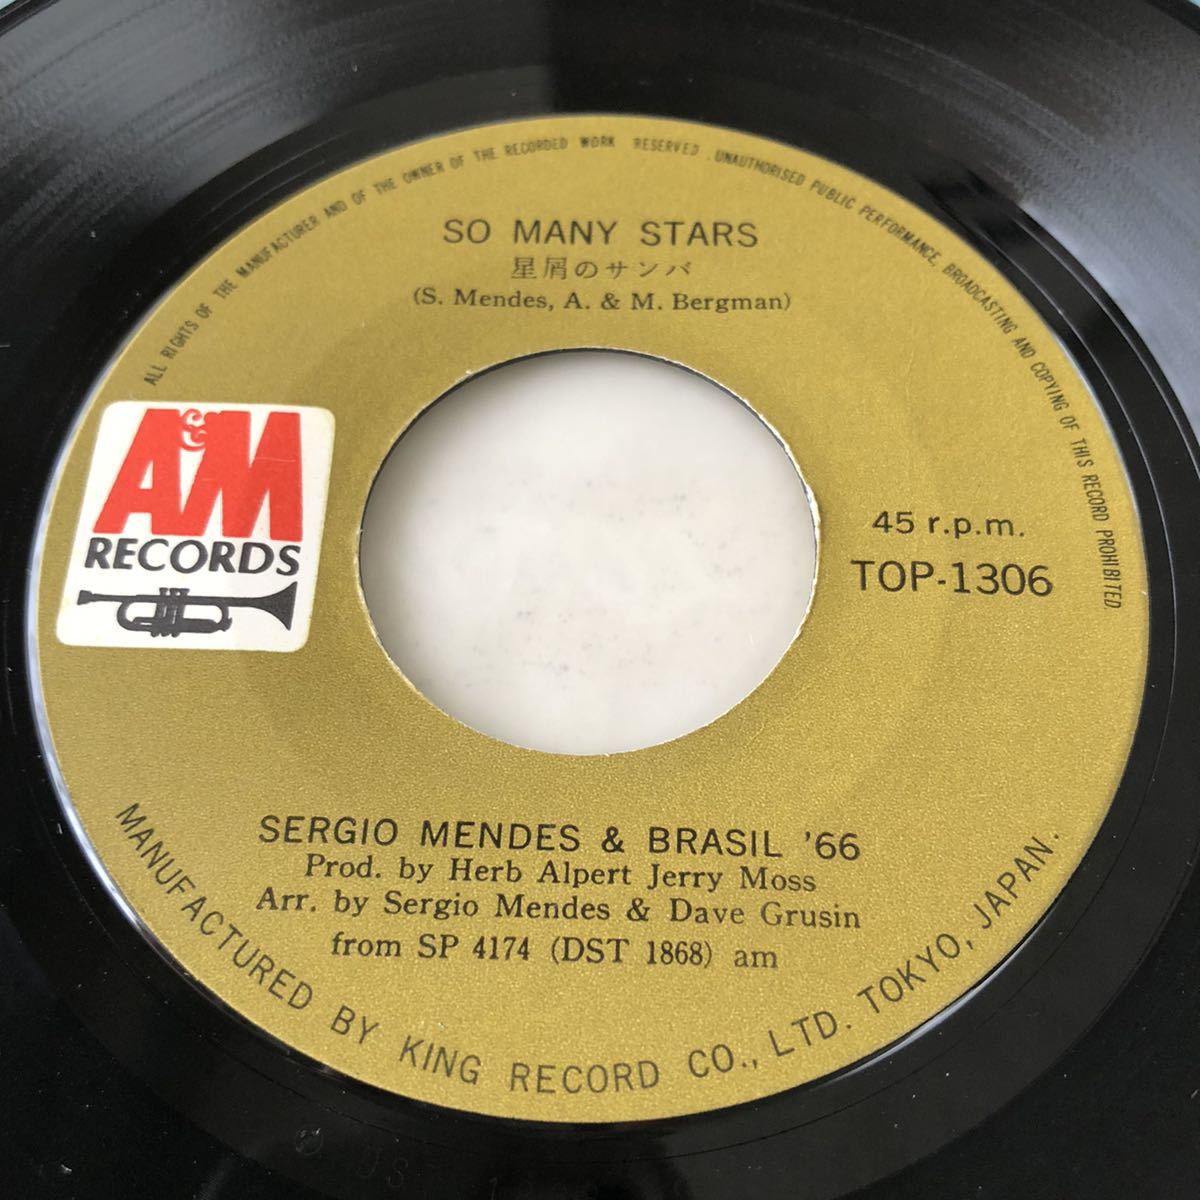 ALL RIGHTS OF THE MANUFACTURER AND OF THE OWNER OF THE RECORDED WORK RESERVED. UNAUTHORISED PUBLIC PERFORMANCE, BROADCASTING AND COPYING OF THIS RECORD PROHIBITED.
SO MANY STARS
星屑のサンバ
(S. Mendes, A. & M. Bergman)
A&M
RECORDS
45 r.p.m.
TOP-1306
SERGIO MENDES & BRASIL '66
Prod. by Herb Alpert Jerry Moss
Arr. by Sergio Mendes & Dave Grusin
from SP 4174 (DST 1868) am
MANUFACTURED BY KING RECORD CO., LTD. TOKYO, JAPAN.